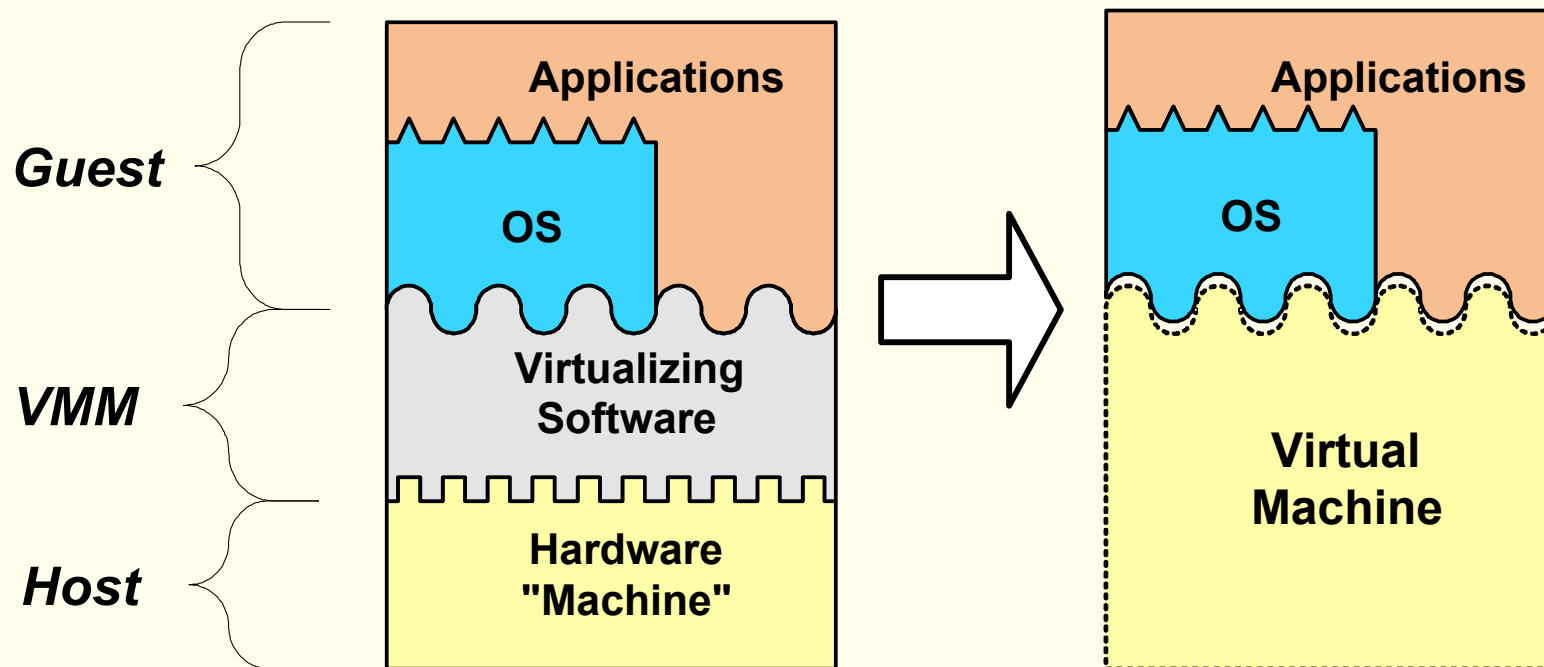 Applications
Applications
Guest
OS
OS
Virtualizing
Software
VMM
Virtual
Machine
Hardware
"Machine"
Host